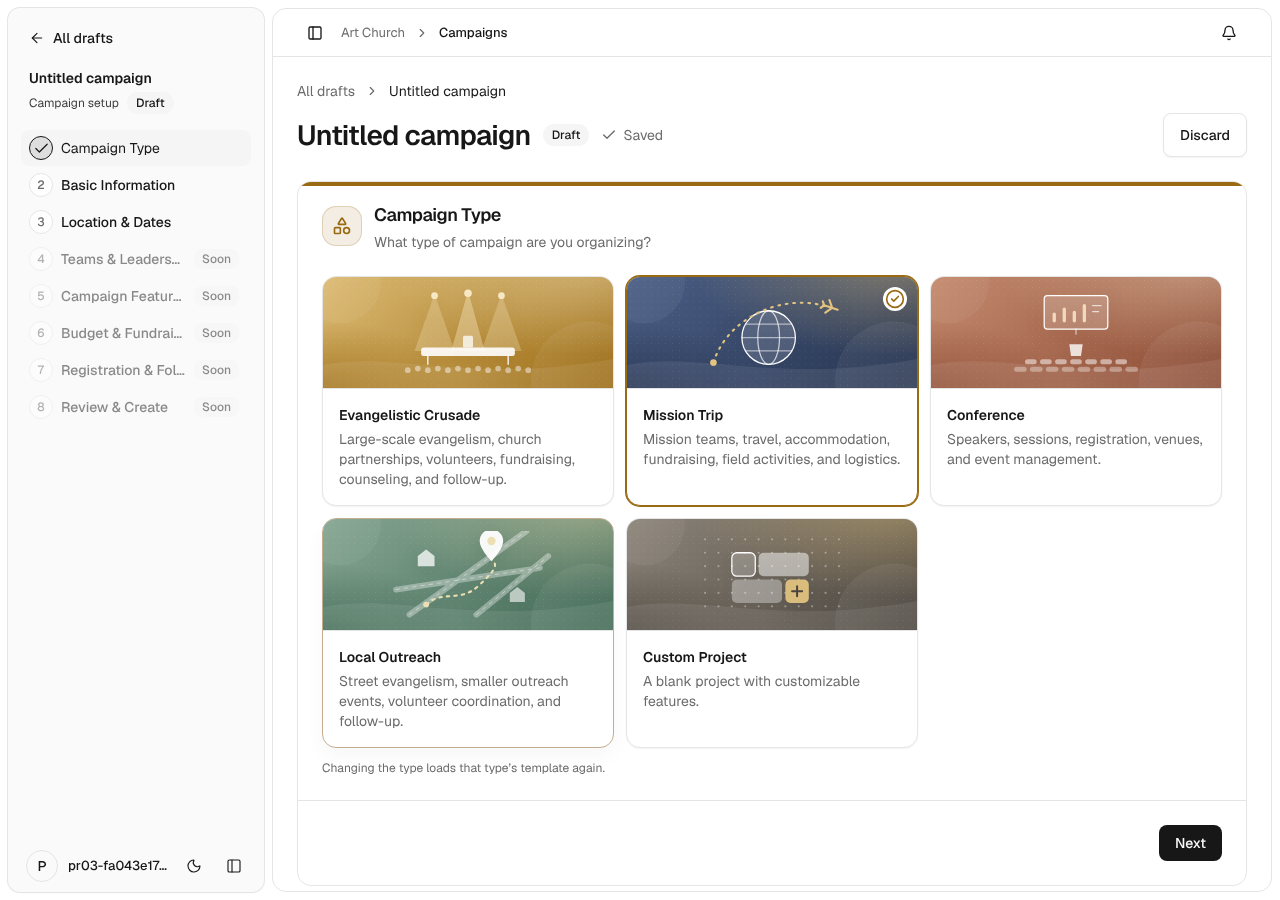 All drafts
Untitled campaign
Campaign setup Draft
Campaign Type
2 Basic Information
3 Location & Dates
4 Teams & Leaders... Soon
5 Campaign Featur... Soon
6 Budget & Fundrai... Soon
7 Registration & Fol... Soon
8 Review & Create Soon
P pr03-fa043e17...
Art Church > Campaigns
All drafts > Untitled campaign
Untitled campaign Draft Saved
Discard
Campaign Type
What type of campaign are you organizing?
Evangelistic Crusade
Large-scale evangelism, church
partnerships, volunteers, fundraising,
counseling, and follow-up.
Mission Trip
Mission teams, travel, accommodation,
fundraising, field activities, and logistics.
Conference
Speakers, sessions, registration, venues,
and event management.
Local Outreach
Street evangelism, smaller outreach
events, volunteer coordination, and
follow-up.
Custom Project
A blank project with customizable
features.
Changing the type loads that type's template again.
Next